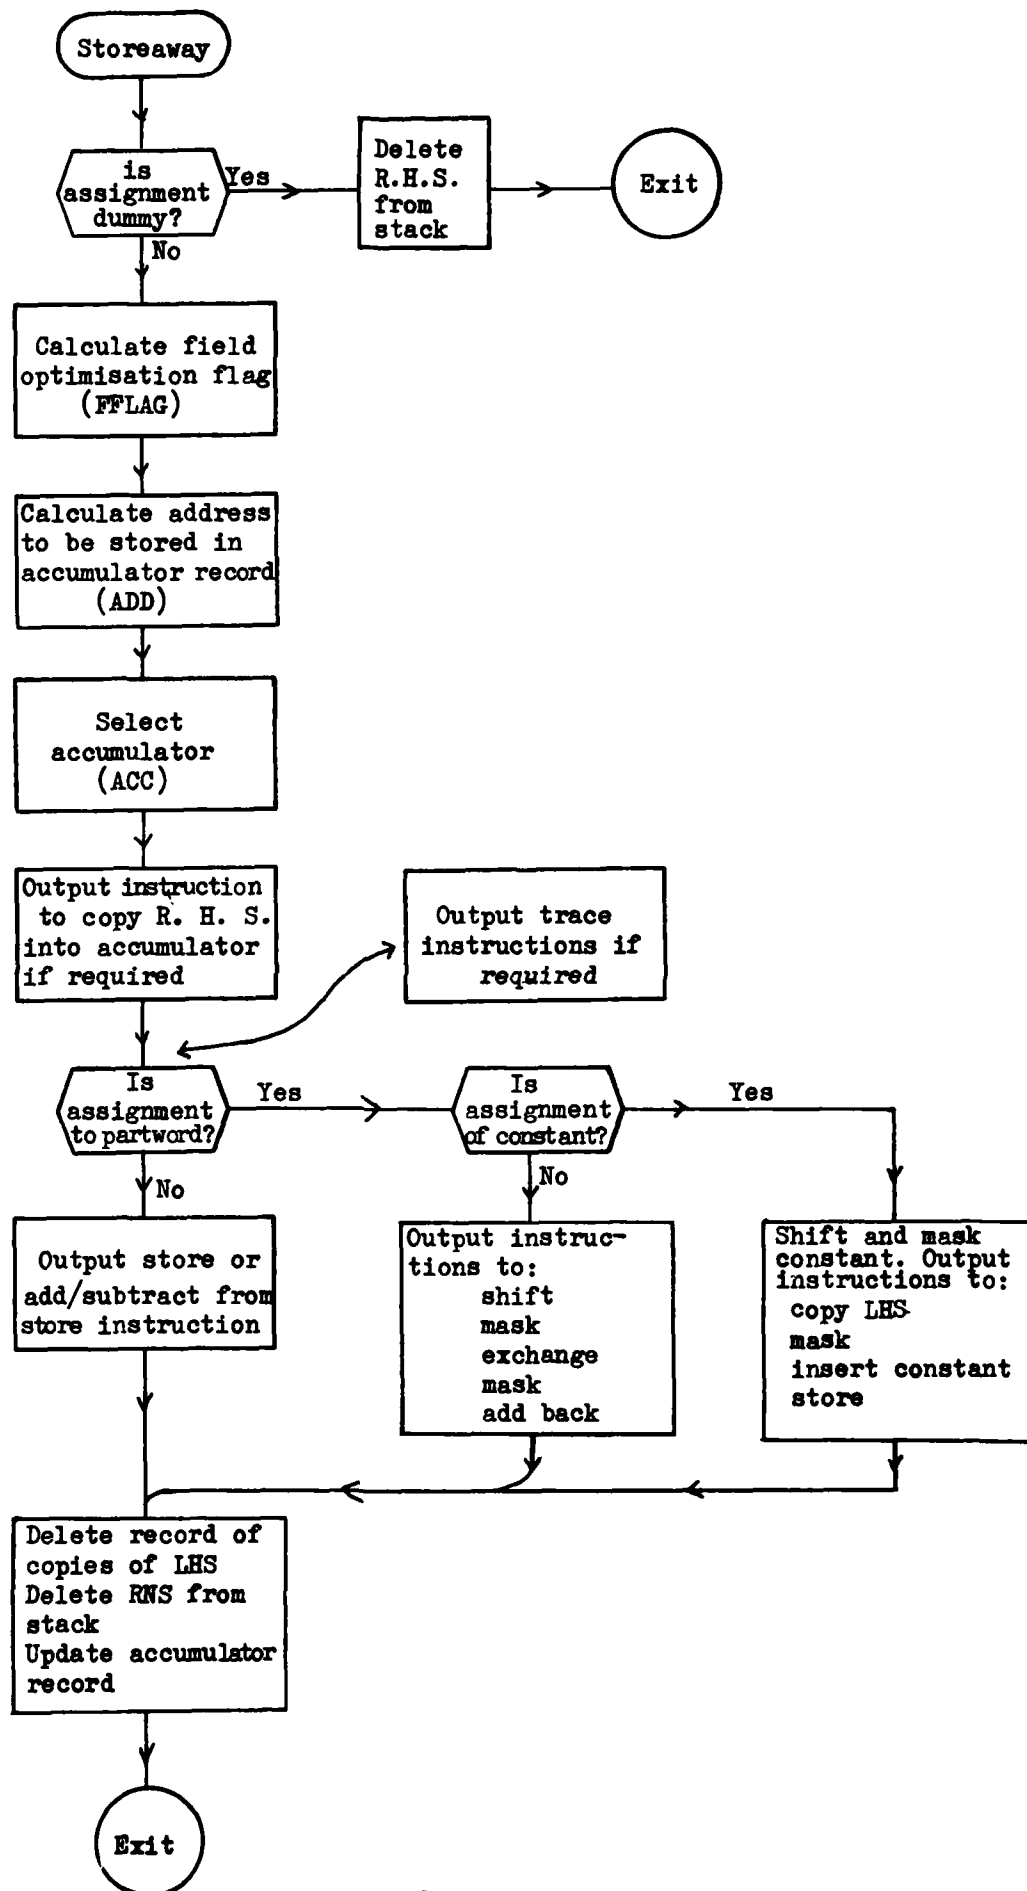 Storeaway
is
assignment
dummy?
Yes
Delete
R.H.S.
from
stack
Exit
No
Calculate field
optimisation flag
(FFLAG)
Calculate address
to be stored in
accumulator record
(ADD)
Select
accumulator
(ACC)
Output instruction
to copy R. H. S.
into accumulator
if required
Output trace
instructions if
required
Is
assignment
to partword?
Yes
Is
assignment
of constant?
Yes
No
No
Output store or
add/subtract from
store instruction
Output instruc-
tions to:
shift
mask
exchange
mask
add back
Shift and mask
constant. Output
instructions to:
copy LHS
mask
insert constant
store
Delete record of
copies of LHS
Delete RNS from
stack
Update accumulator
record
Exit